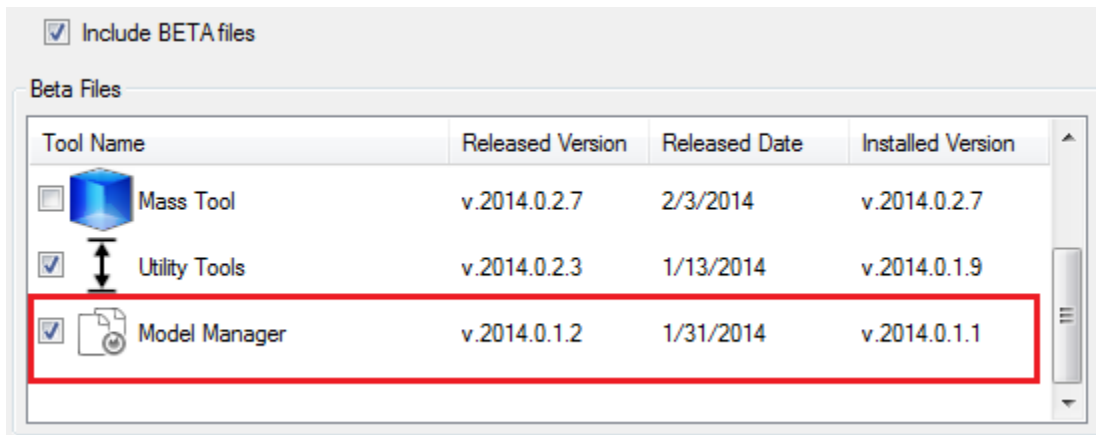 Include BETA files
Beta Files
Tool Name Released Version Released Date Installed Version
Mass Tool v.2014.0.2.7 2/3/2014 v.2014.0.2.7
Utility Tools v.2014.0.2.3 1/13/2014 v.2014.0.1.9
Model Manager v.2014.0.1.2 1/31/2014 v.2014.0.1.1